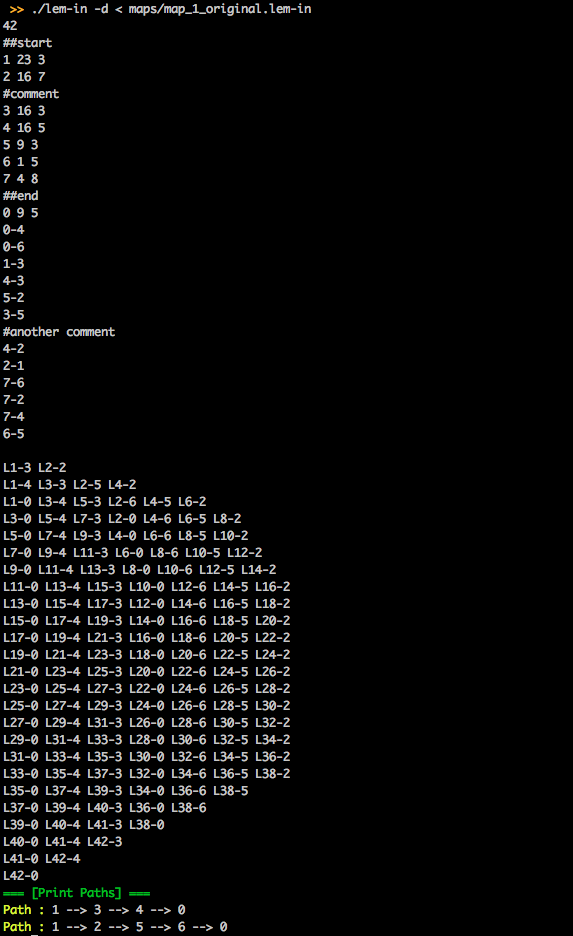 >> ./lem-in -d < maps/map_1_original.lem-in
42
##start
1 23 3
2 16 7
#comment
3 16 3
4 16 5
5 9 3
6 1 5
7 4 8
##end
0 9 5
0-4
0-6
1-3
4-3
5-2
3-5
#another comment
4-2
2-1
7-6
7-2
7-4
6-5

L1-3 L2-2
L1-4 L3-3 L2-5 L4-2
L1-0 L3-4 L5-3 L2-6 L4-5 L6-2
L3-0 L5-4 L7-3 L2-0 L4-6 L6-5 L8-2
L5-0 L7-4 L9-3 L4-0 L6-6 L8-5 L10-2
L7-0 L9-4 L11-3 L6-0 L8-6 L10-5 L12-2
L9-0 L11-4 L13-3 L8-0 L10-6 L12-5 L14-2
L11-0 L13-4 L15-3 L10-0 L12-6 L14-5 L16-2
L13-0 L15-4 L17-3 L12-0 L14-6 L16-5 L18-2
L15-0 L17-4 L19-3 L14-0 L16-6 L18-5 L20-2
L17-0 L19-4 L21-3 L16-0 L18-6 L20-5 L22-2
L19-0 L21-4 L23-3 L18-0 L20-6 L22-5 L24-2
L21-0 L23-4 L25-3 L20-0 L22-6 L24-5 L26-2
L23-0 L25-4 L27-3 L22-0 L24-6 L26-5 L28-2
L25-0 L27-4 L29-3 L24-0 L26-6 L28-5 L30-2
L27-0 L29-4 L31-3 L26-0 L28-6 L30-5 L32-2
L29-0 L31-4 L33-3 L28-0 L30-6 L32-5 L34-2
L31-0 L33-4 L35-3 L30-0 L32-6 L34-5 L36-2
L33-0 L35-4 L37-3 L32-0 L34-6 L36-5 L38-2
L35-0 L37-4 L39-3 L34-0 L36-6 L38-5
L37-0 L39-4 L40-3 L36-0 L38-6
L39-0 L40-4 L41-3 L38-0
L40-0 L41-4 L42-3
L41-0 L42-4
L42-0
=== [Print Paths] ===
Path : 1 --> 3 --> 4 --> 0
Path : 1 --> 2 --> 5 --> 6 --> 0